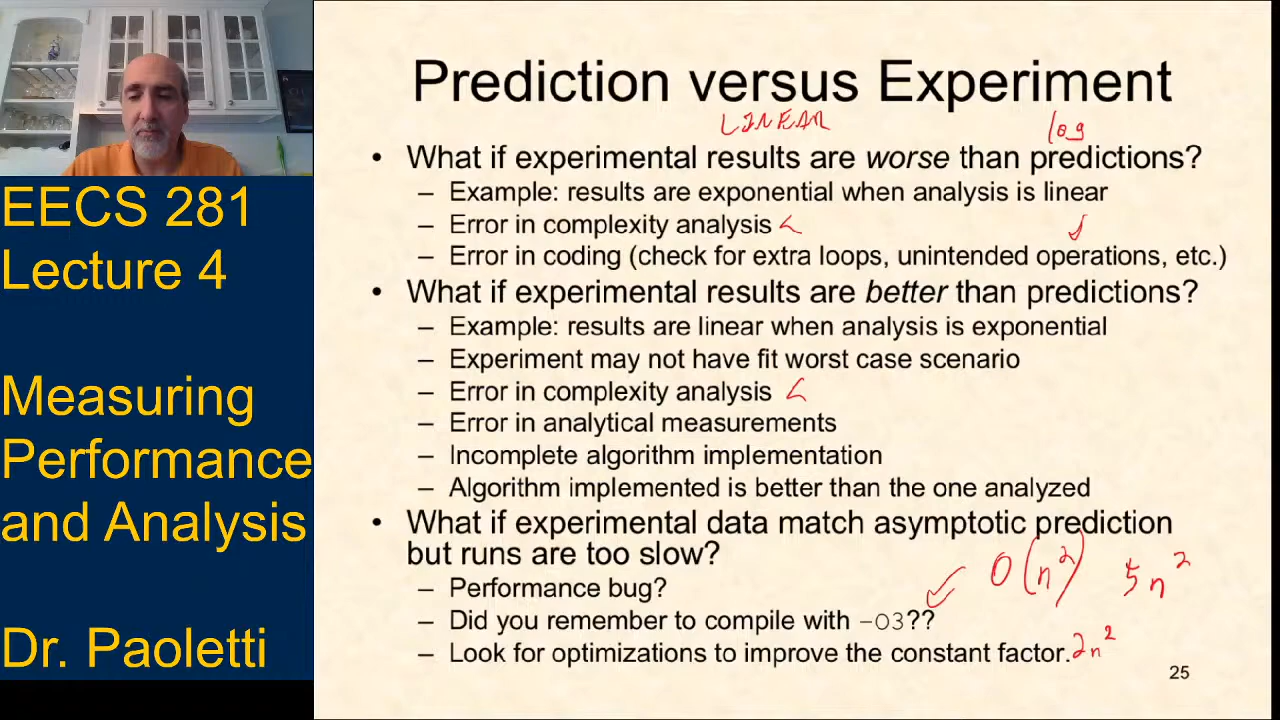 EECS 281
Lecture 4
Measuring
Performance
and Analysis
Dr. Paoletti
Prediction versus Experiment
LINEAR
log
• What if experimental results are worse than predictions?
– Example: results are exponential when analysis is linear
– Error in complexity analysis
– Error in coding (check for extra loops, unintended operations, etc.)
• What if experimental results are better than predictions?
– Example: results are linear when analysis is exponential
– Experiment may not have fit worst case scenario
– Error in complexity analysis
– Error in analytical measurements
– Incomplete algorithm implementation
– Algorithm implemented is better than the one analyzed
• What if experimental data match asymptotic prediction
but runs are too slow?
O(n²) 5n²
– Performance bug?
– Did you remember to compile with -O3??
– Look for optimizations to improve the constant factor. 2n²
25